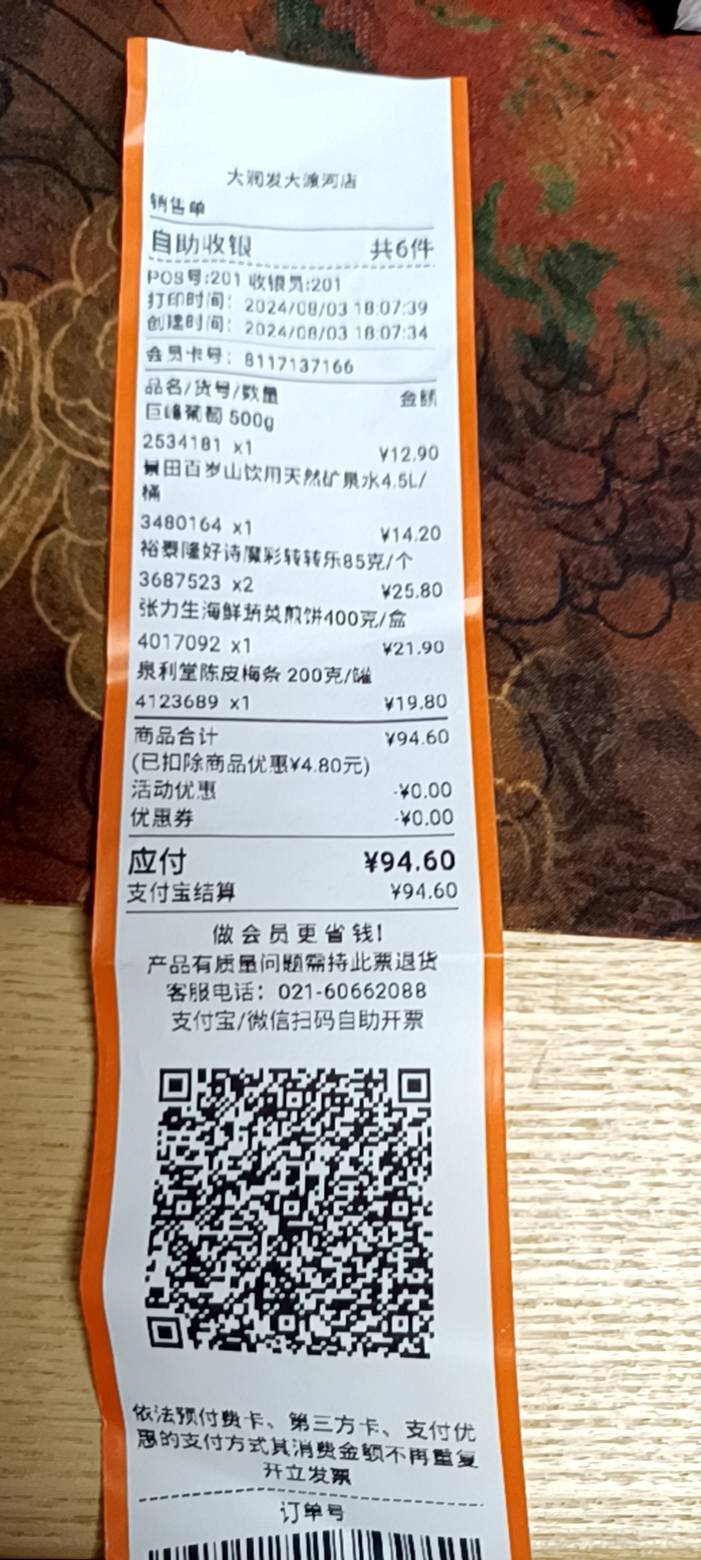 大润发大渡河店
销售单
自助收银 共6件
POS号:201 收银员:201
打印时间： 2024/08/03 18:07:39
创建时间： 2024/08/03 18:07:34
会员卡号： 8117137166
品名/货号/数量 金额
巨峰葡萄 500g
2534181 x1 ¥12.90
景田百岁山饮用天然矿泉水4.5L/
桶
3480164 x1 ¥14.20
裕景隆好诗魔彩转转乐85克/个
3687523 x2 ¥25.80
张力生海鲜蔬菜煎饼400克/盒
4017092 x1 ¥21.90
泉利堂陈皮梅条 200克/罐
4123689 x1 ¥19.80
商品合计 ¥94.60
(已扣除商品优惠¥4.80元)
活动优惠 -¥0.00
优惠券 -¥0.00
应付 ¥94.60
支付宝结算 ¥94.60
做会员更省钱!
产品有质量问题需持此票退货
客服电话：021-60662088
支付宝/微信扫码自助开票
依法预付费卡、第三方卡、支付优
惠的支付方式其消费金额不再重复
开立发票
订单号